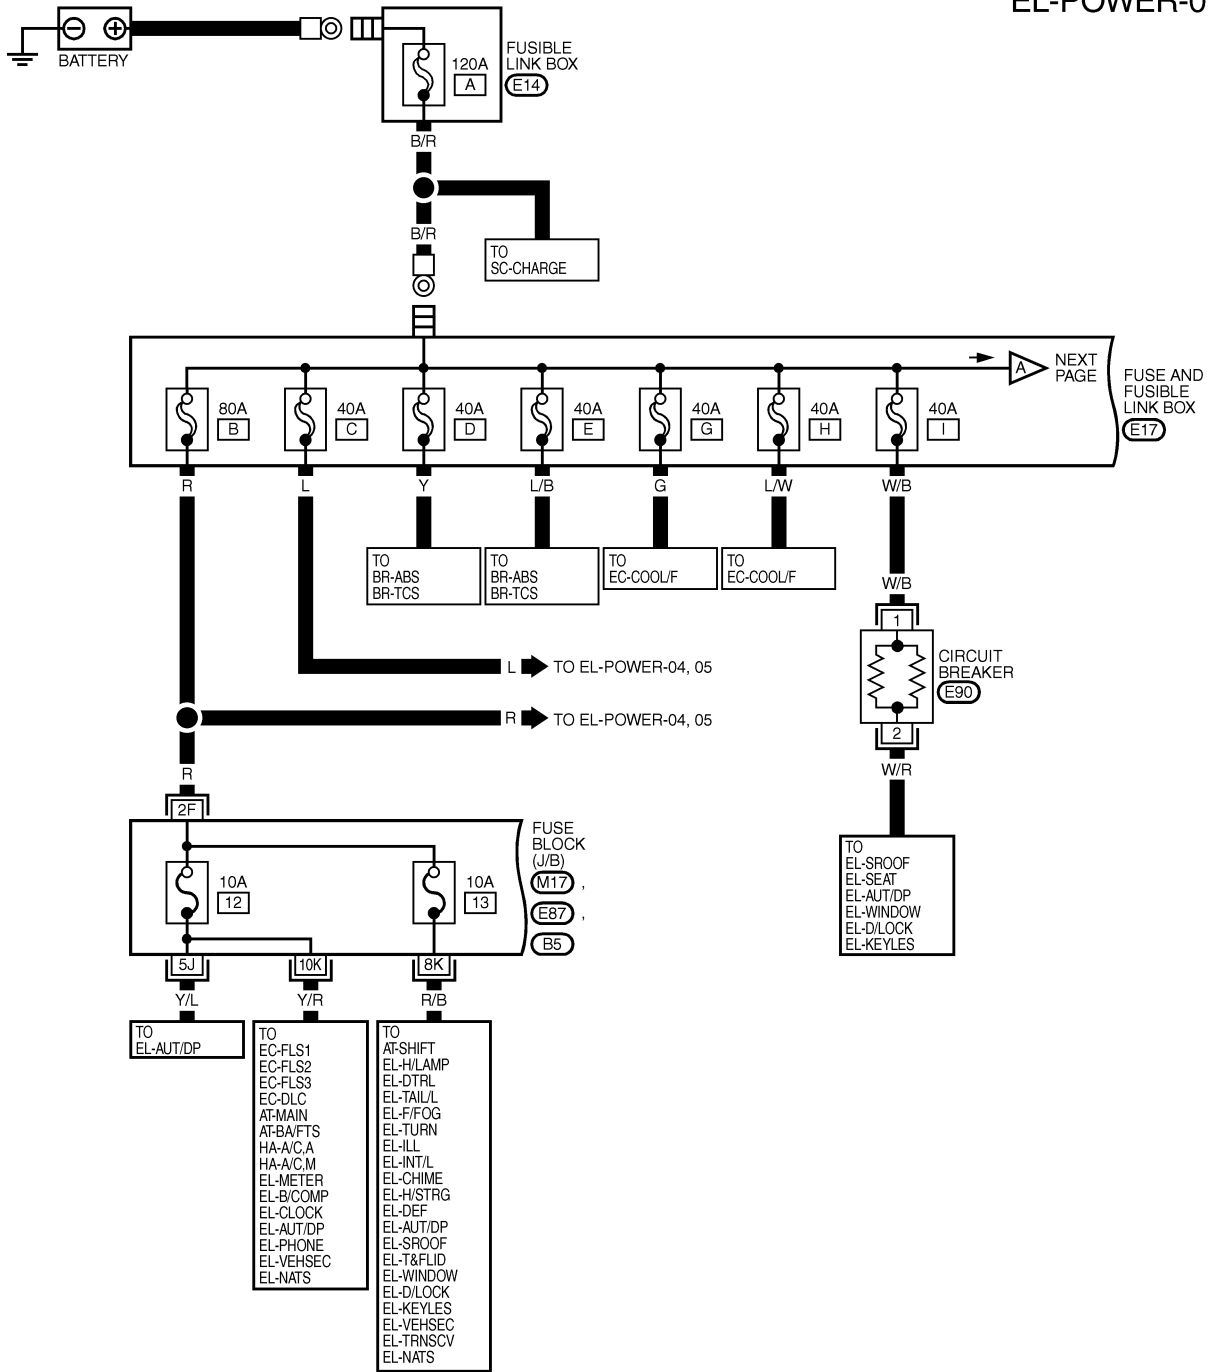 EL-POWER-0
BATTERY
120A
A
FUSIBLE
LINK BOX
E14
B/R
B/R
TO
SC-CHARGE
A
NEXT
PAGE
FUSE AND
FUSIBLE
LINK BOX
E17
80A
B
40A
C
40A
D
40A
E
40A
G
40A
H
40A
I
R
L
Y
L/B
G
L/W
W/B
TO
BR-ABS
BR-TCS
TO
BR-ABS
BR-TCS
TO
EC-COOL/F
TO
EC-COOL/F
W/B
1
CIRCUIT
BREAKER
E90
2
W/R
L
TO EL-POWER-04, 05
R
TO EL-POWER-04, 05
R
2F
FUSE
BLOCK
(J/B)
M17 ,
E87 ,
B5
10A
12
10A
13
TO
EL-SROOF
EL-SEAT
EL-AUT/DP
EL-WINDOW
EL-D/LOCK
EL-KEYLES
5J
10K
8K
Y/L
Y/R
R/B
TO
EL-AUT/DP
TO
EC-FLS1
EC-FLS2
EC-FLS3
EC-DLC
AT-MAIN
AT-BA/FTS
HA-A/C,A
HA-A/C,M
EL-METER
EL-B/COMP
EL-CLOCK
EL-AUT/DP
EL-PHONE
EL-VEHSEC
EL-NATS
TO
AT-SHIFT
EL-H/LAMP
EL-DTRL
EL-TAIL/L
EL-F/FOG
EL-TURN
EL-ILL
EL-INT/L
EL-CHIME
EL-H/STRG
EL-DEF
EL-AUT/DP
EL-SROOF
EL-T&FLID
EL-WINDOW
EL-D/LOCK
EL-KEYLES
EL-VEHSEC
EL-TRNSCV
EL-NATS